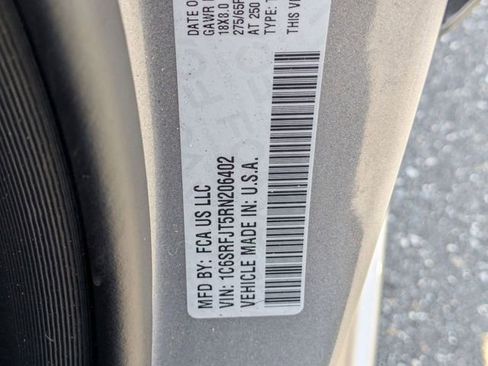 DATE O
GAWR
18X8.0
275/65R
AT 250
TYPE: T
MFD BY: FCA US LLC
VIN: 1C6SRFJT5RN206402
VEHICLE MADE IN: U.S.A.